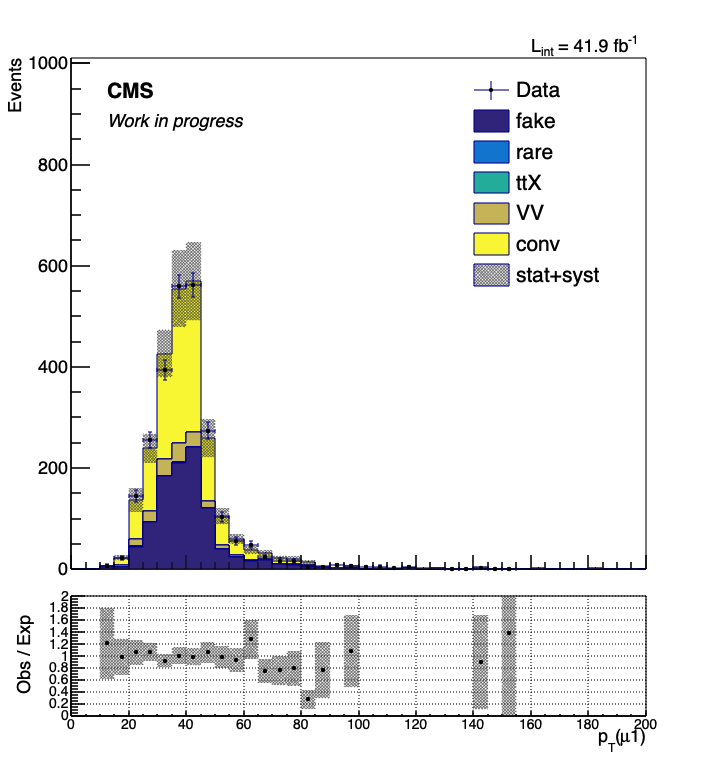 L_int = 41.9 fb^-1
Events
1000
800
600
400
200
0
CMS
Work in progress
Data
fake
rare
ttX
VV
conv
stat+syst
Obs / Exp
2
1.8
1.6
1.4
1.2
1
0.8
0.6
0.4
0.2
0
0 20 40 60 80 100 120 140 160 180 200
p_T(μ1)